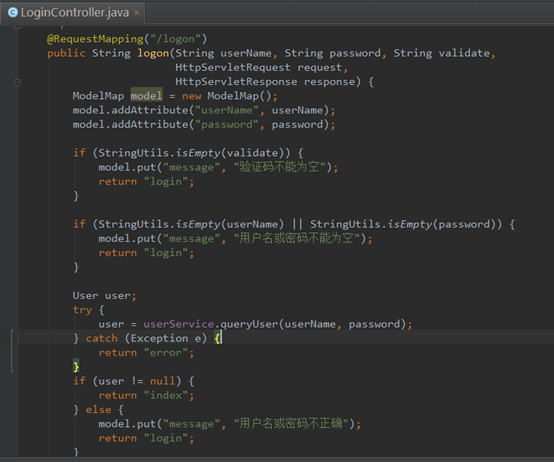 LoginController.java ×
@RequestMapping("/logon")
public String logon(String userName, String password, String validate,
HttpServletRequest request,
HttpServletResponse response) {
ModelMap model = new ModelMap();
model.addAttribute("userName", userName);
model.addAttribute("password", password);
if (StringUtils.isEmpty(validate)) {
model.put("message", "验证码不能为空");
return "login";
}
if (StringUtils.isEmpty(userName) || StringUtils.isEmpty(password)) {
model.put("message", "用户名或密码不能为空");
return "login";
}
User user;
try {
user = userService.queryUser(userName, password);
} catch (Exception e) {
return "error";
}
if (user != null) {
return "index";
} else {
model.put("message", "用户名或密码不正确");
return "login";
}